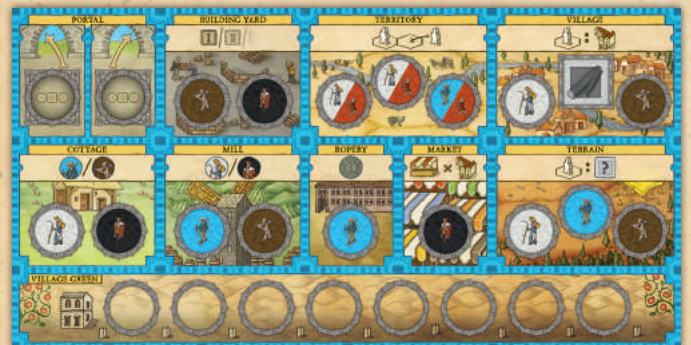 PORTAL
BUILDING YARD
TERRITORY
VILLAGE
COTTAGE
MILL
ROPERY
MARKET
TERRAIN
?
VILLAGE GREEN